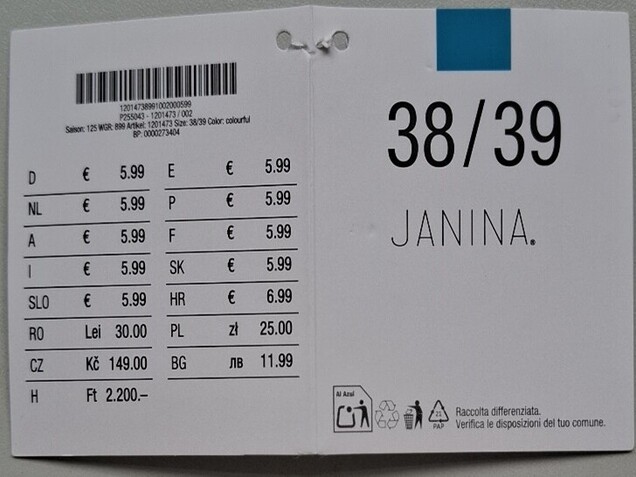 12014738991002000599
P255043 - 1201473 / 002
Saison: 125 WGR: 899 Artikel: 1201473 Size: 38/39 Color: colourful
BP: 0000273404
D € 5.99
NL € 5.99
A € 5.99
I € 5.99
SLO € 5.99
RO Lei 30.00
CZ Kč 149.00
H Ft 2.200.–
E € 5.99
P € 5.99
F € 5.99
SK € 5.99
HR € 6.99
PL zł 25.00
BG лв 11.99
38/39
JANINA®
Al Azul
21
PAP
Raccolta differenziata.
Verifica le disposizioni del tuo comune.